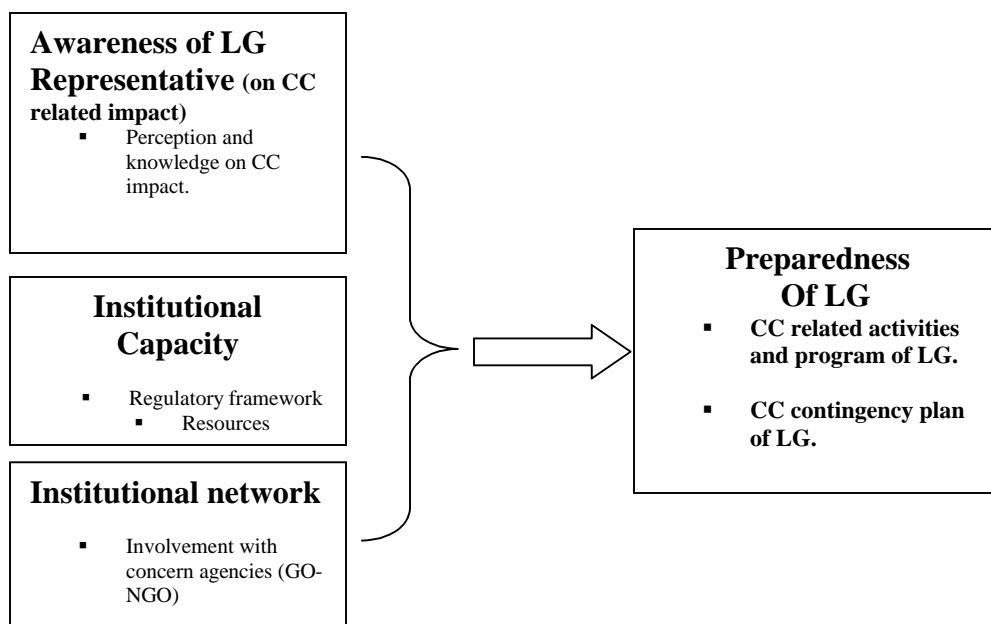 Awareness of LG
Representative (on CC
related impact)
▪ Perception and
knowledge on CC
impact.
Institutional
Capacity
▪ Regulatory framework
▪ Resources
Institutional network
▪ Involvement with
concern agencies (GO-
NGO)
Preparedness
Of LG
▪ CC related activities
and program of LG.
▪ CC contingency plan
of LG.